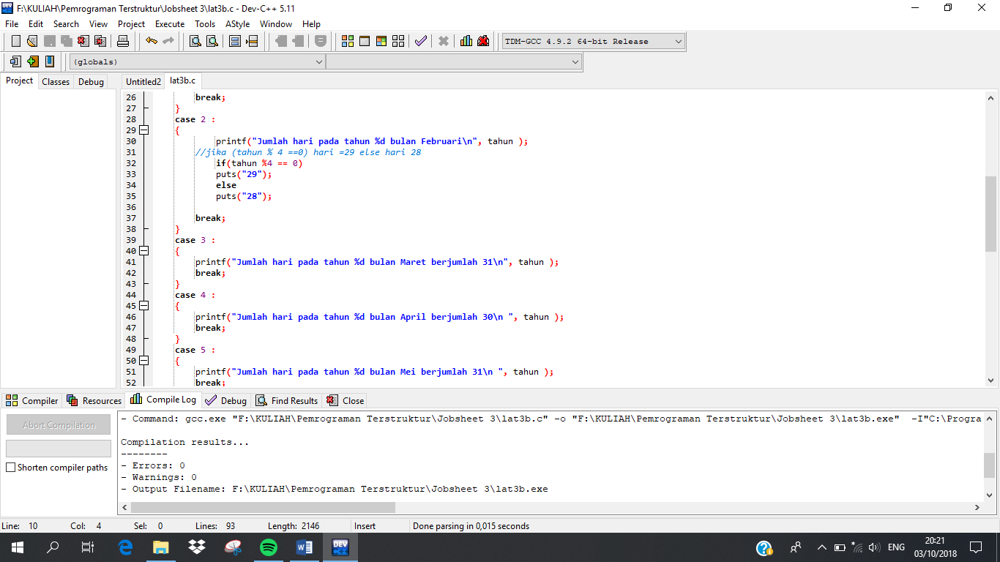 F:\KULIAH\Pemrograman Terstruktur\Jobsheet 3\lat3b.c - Dev-C++ 5.11
File Edit Search View Project Execute Tools AStyle Window Help
TDM-GCC 4.9.2 64-bit Release
(globals)
Project Classes Debug Untitled2 lat3b.c
26 break;
27 }
28 case 2 :
29 {
30 printf("Jumlah hari pada tahun %d bulan Februari\n", tahun );
31 //jika (tahun % 4 ==0) hari =29 else hari 28
32 if(tahun %4 == 0)
33 puts("29");
34 else
35 puts("28");
36
37 break;
38 }
39 case 3 :
40 {
41 printf("Jumlah hari pada tahun %d bulan Maret berjumlah 31\n", tahun );
42 break;
43 }
44 case 4 :
45 {
46 printf("Jumlah hari pada tahun %d bulan April berjumlah 30\n ", tahun );
47 break;
48 }
49 case 5 :
50 {
51 printf("Jumlah hari pada tahun %d bulan Mei berjumlah 31\n ", tahun );
52 break;
Compiler Resources Compile Log Debug Find Results Close
Abort Compilation
Shorten compiler paths
- Command: gcc.exe "F:\KULIAH\Pemrograman Terstruktur\Jobsheet 3\lat3b.c" -o "F:\KULIAH\Pemrograman Terstruktur\Jobsheet 3\lat3b.exe" -I"C:\Progra
Compilation results...
--------
- Errors: 0
- Warnings: 0
- Output Filename: F:\KULIAH\Pemrograman Terstruktur\Jobsheet 3\lat3b.exe
Line: 10 Col: 4 Sel: 0 Lines: 93 Length: 2146 Insert Done parsing in 0,015 seconds
DEV
ENG
20:21
03/10/2018